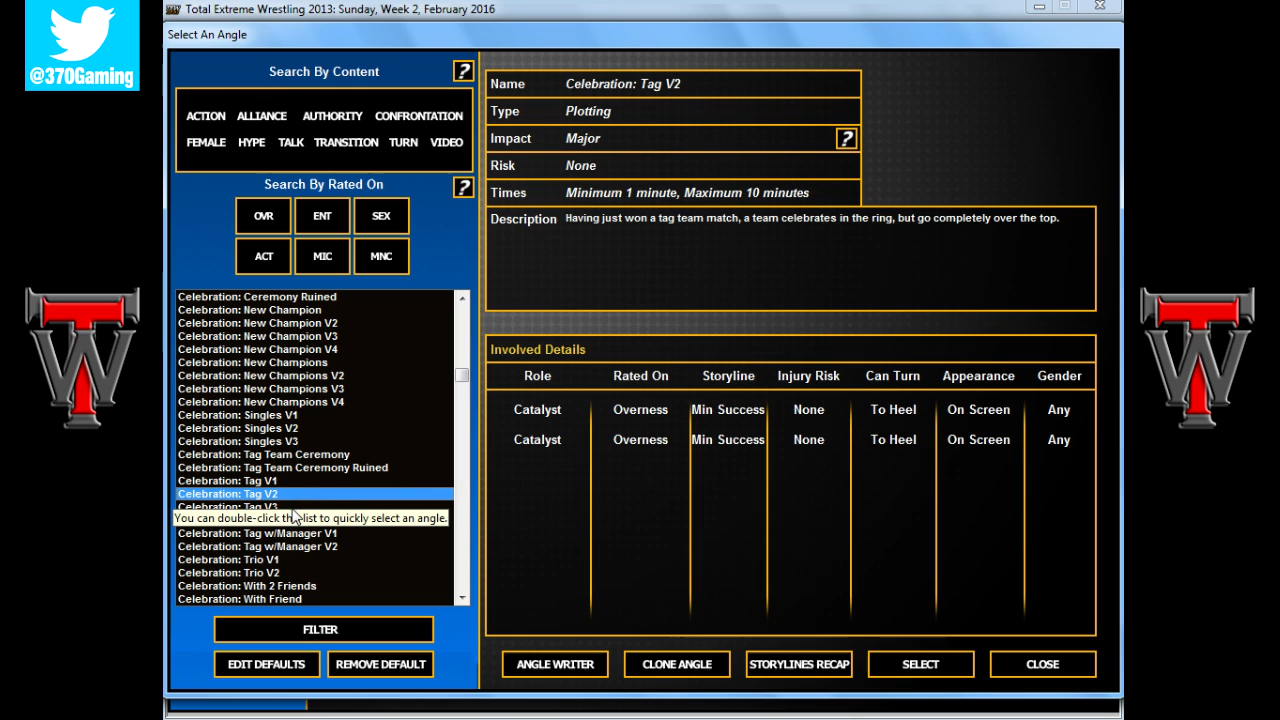 Total Extreme Wrestling 2013: Sunday, Week 2, February 2016
@370Gaming
Select An Angle
Search By Content ?
ACTION ALLIANCE AUTHORITY CONFRONTATION
FEMALE HYPE TALK TRANSITION TURN VIDEO
Search By Rated On ?
OVR ENT SEX
ACT MIC MNC
Celebration: Ceremony Ruined
Celebration: New Champion
Celebration: New Champion V2
Celebration: New Champion V3
Celebration: New Champion V4
Celebration: New Champions
Celebration: New Champions V2
Celebration: New Champions V3
Celebration: New Champions V4
Celebration: Singles V1
Celebration: Singles V2
Celebration: Singles V3
Celebration: Tag Team Ceremony
Celebration: Tag Team Ceremony Ruined
Celebration: Tag V1
Celebration: Tag V2
Celebration: Tag V3
You can double-click the list to quickly select an angle.
Celebration: Tag w/Manager V1
Celebration: Tag w/Manager V2
Celebration: Trio V1
Celebration: Trio V2
Celebration: With 2 Friends
Celebration: With Friend
FILTER
EDIT DEFAULTS REMOVE DEFAULT
Name Celebration: Tag V2
Type Plotting
Impact Major ?
Risk None
Times Minimum 1 minute, Maximum 10 minutes
Description Having just won a tag team match, a team celebrates in the ring, but go completely over the top.
Involved Details
Role Rated On Storyline Injury Risk Can Turn Appearance Gender
Catalyst Overness Min Success None To Heel On Screen Any
Catalyst Overness Min Success None To Heel On Screen Any
ANGLE WRITER CLONE ANGLE STORYLINES RECAP SELECT CLOSE
TW
TW